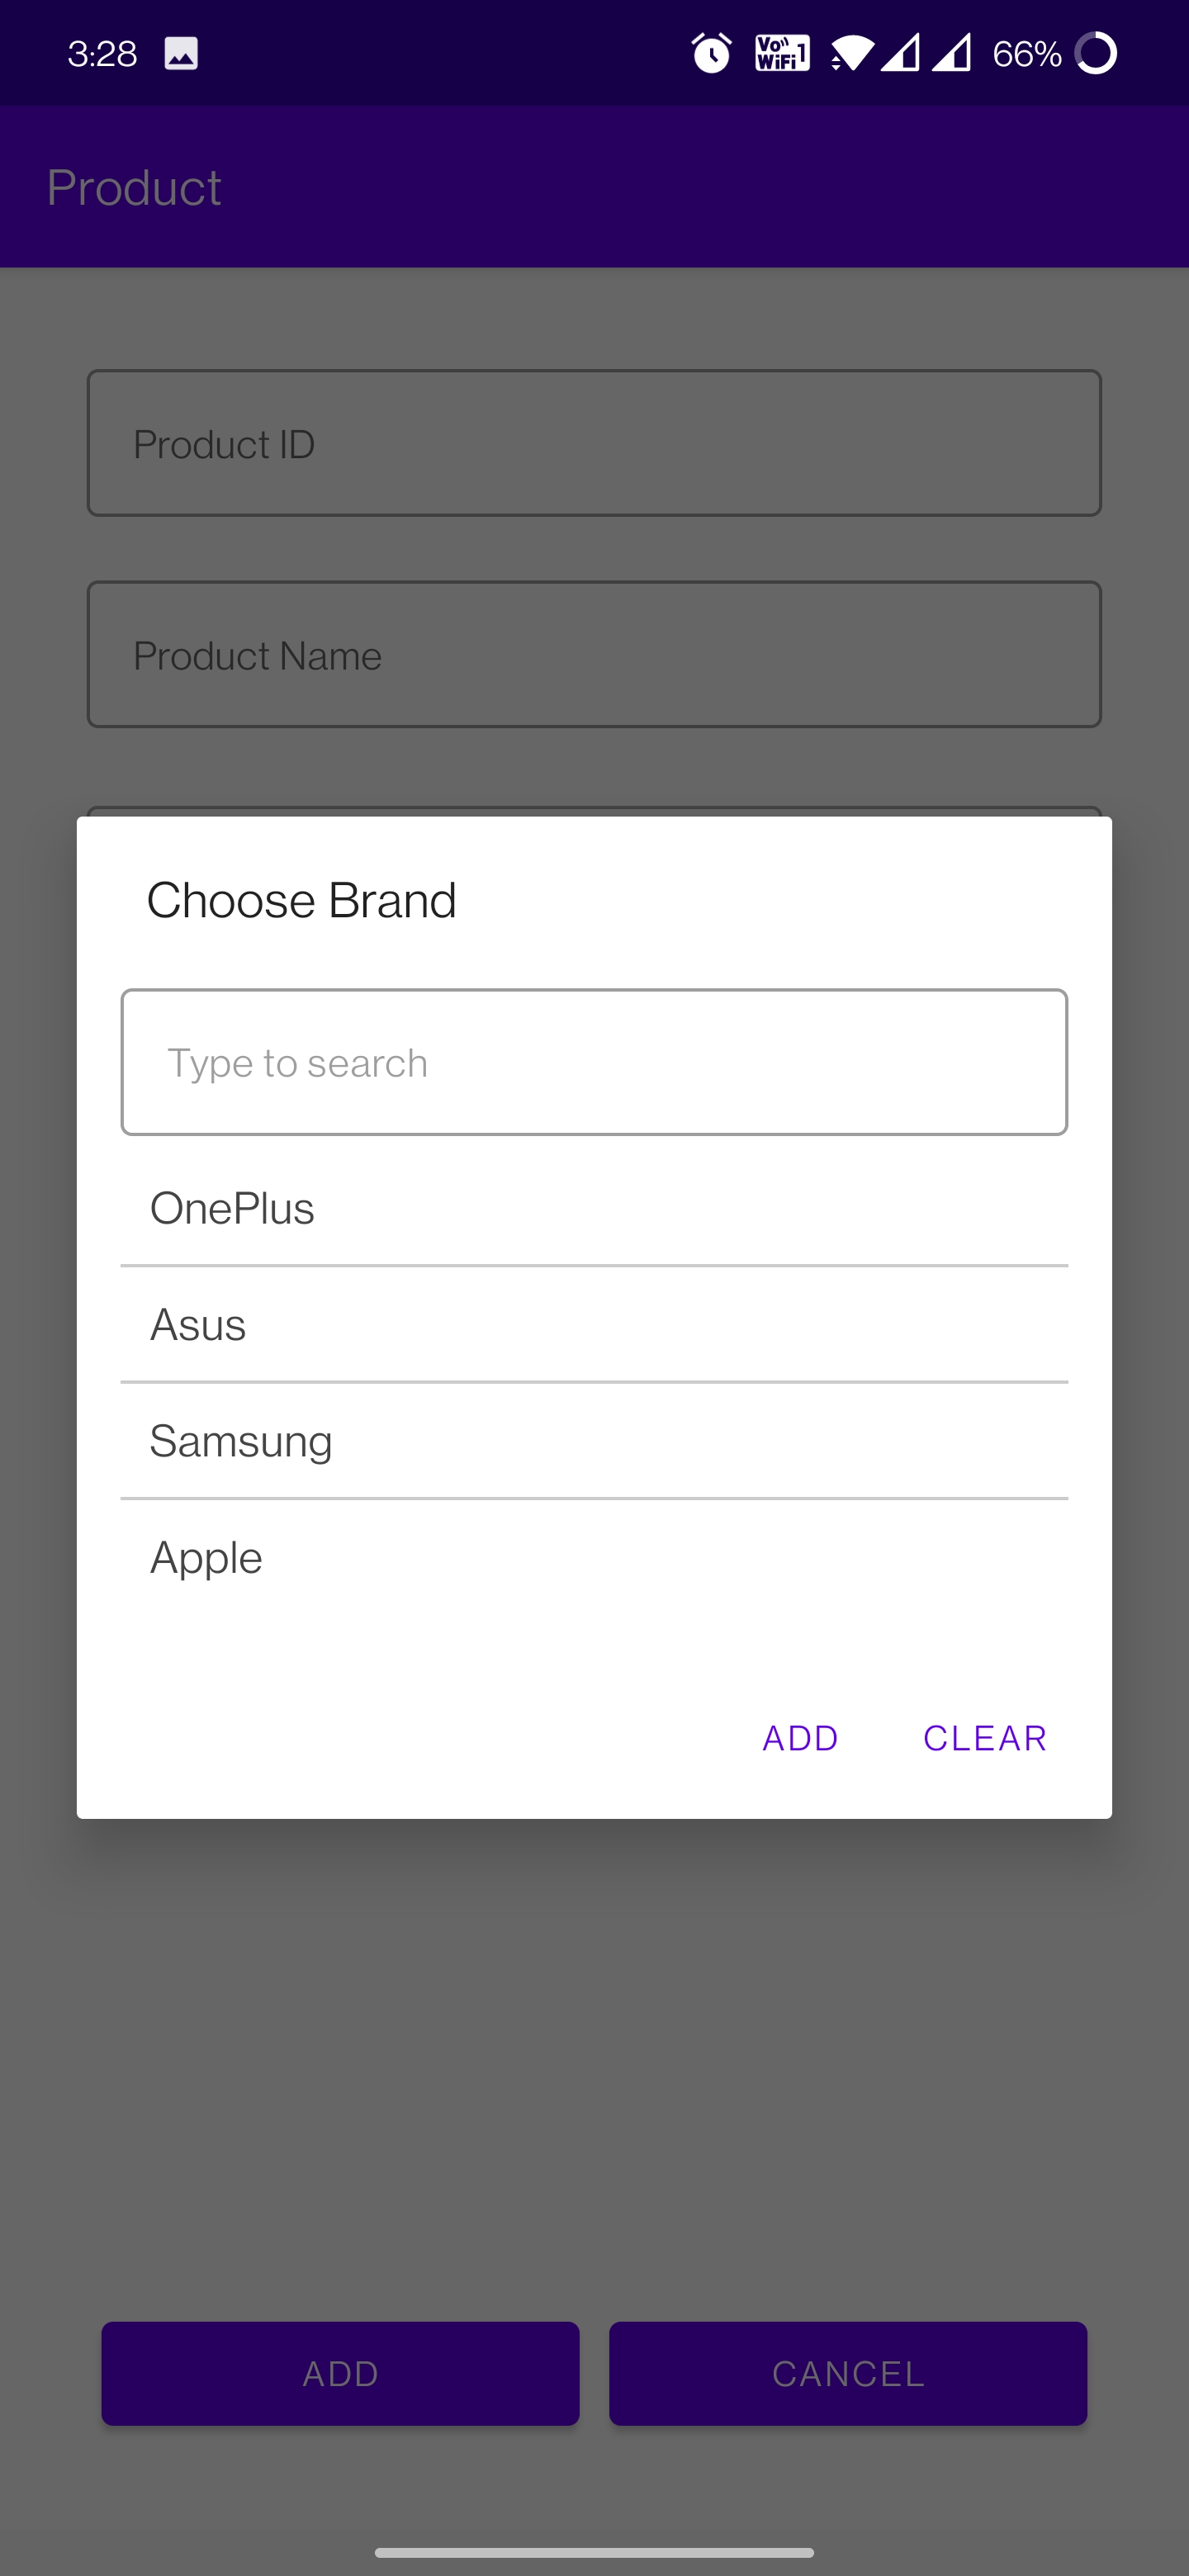 3:28 Vo WiFi 1 66%
Product
Product ID
Product Name
Choose Brand
Type to search
OnePlus
Asus
Samsung
Apple
ADD CLEAR
ADD CANCEL